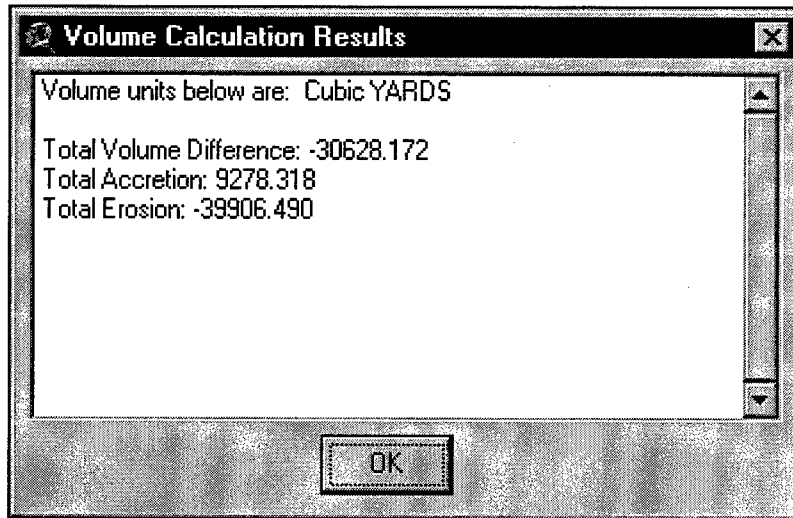 Volume Calculation Results
Volume units below are: Cubic YARDS
Total Volume Difference: -30628.172
Total Accretion: 9278.318
Total Erosion: -39906.490
OK